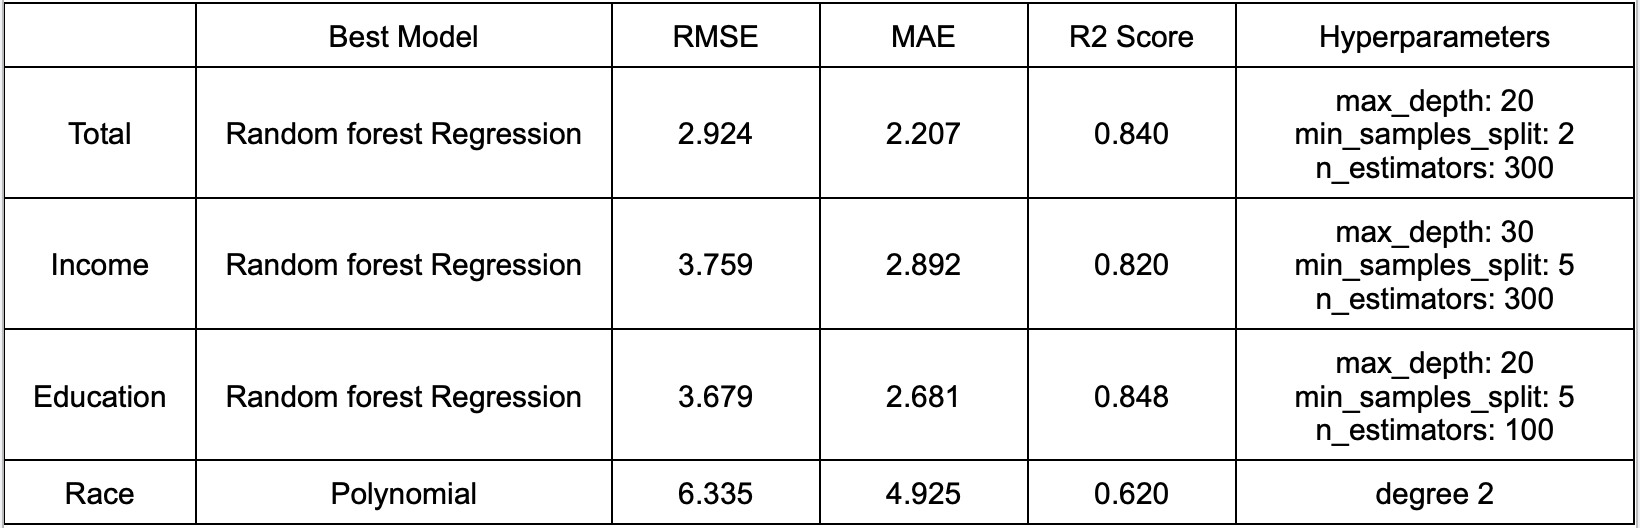 Best Model RMSE MAE R2 Score Hyperparameters
Total Random forest Regression 2.924 2.207 0.840 max_depth: 20
min_samples_split: 2
n_estimators: 300
Income Random forest Regression 3.759 2.892 0.820 max_depth: 30
min_samples_split: 5
n_estimators: 300
Education Random forest Regression 3.679 2.681 0.848 max_depth: 20
min_samples_split: 5
n_estimators: 100
Race Polynomial 6.335 4.925 0.620 degree 2